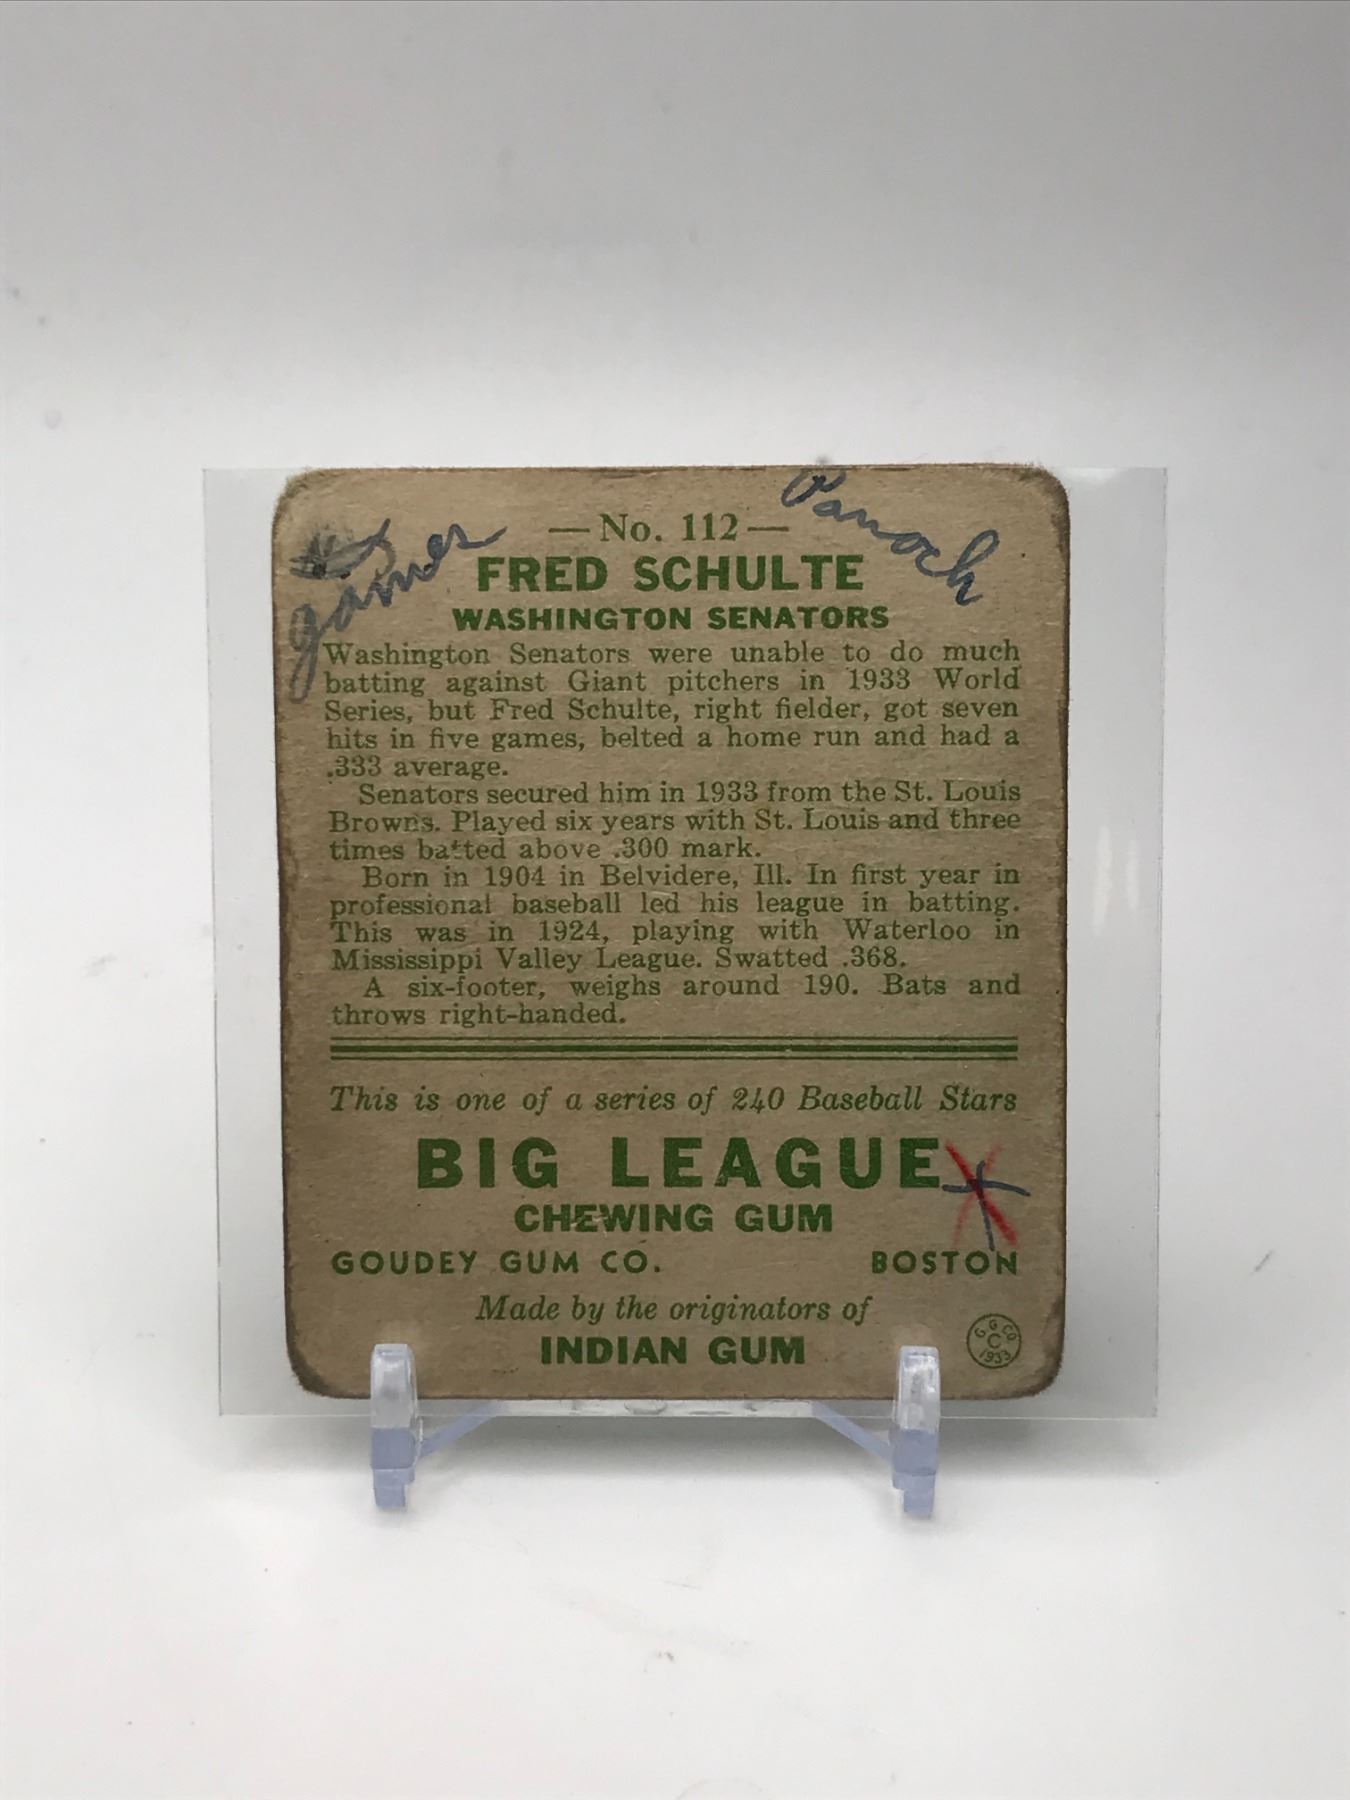 James
Panoch
— No. 112 —
FRED SCHULTE
WASHINGTON SENATORS
Washington Senators were unable to do much
batting against Giant pitchers in 1933 World
Series, but Fred Schulte, right fielder, got seven
hits in five games, belted a home run and had a
.333 average.
Senators secured him in 1933 from the St. Louis
Browns. Played six years with St. Louis and three
times batted above .300 mark.
Born in 1904 in Belvidere, Ill. In first year in
professional baseball led his league in batting.
This was in 1924, playing with Waterloo in
Mississippi Valley League. Swatted .368.
A six-footer, weighs around 190. Bats and
throws right-handed.
This is one of a series of 240 Baseball Stars
BIG LEAGUE
CHEWING GUM
GOUDEY GUM CO. BOSTON
Made by the originators of
INDIAN GUM
G G CO
C
1933